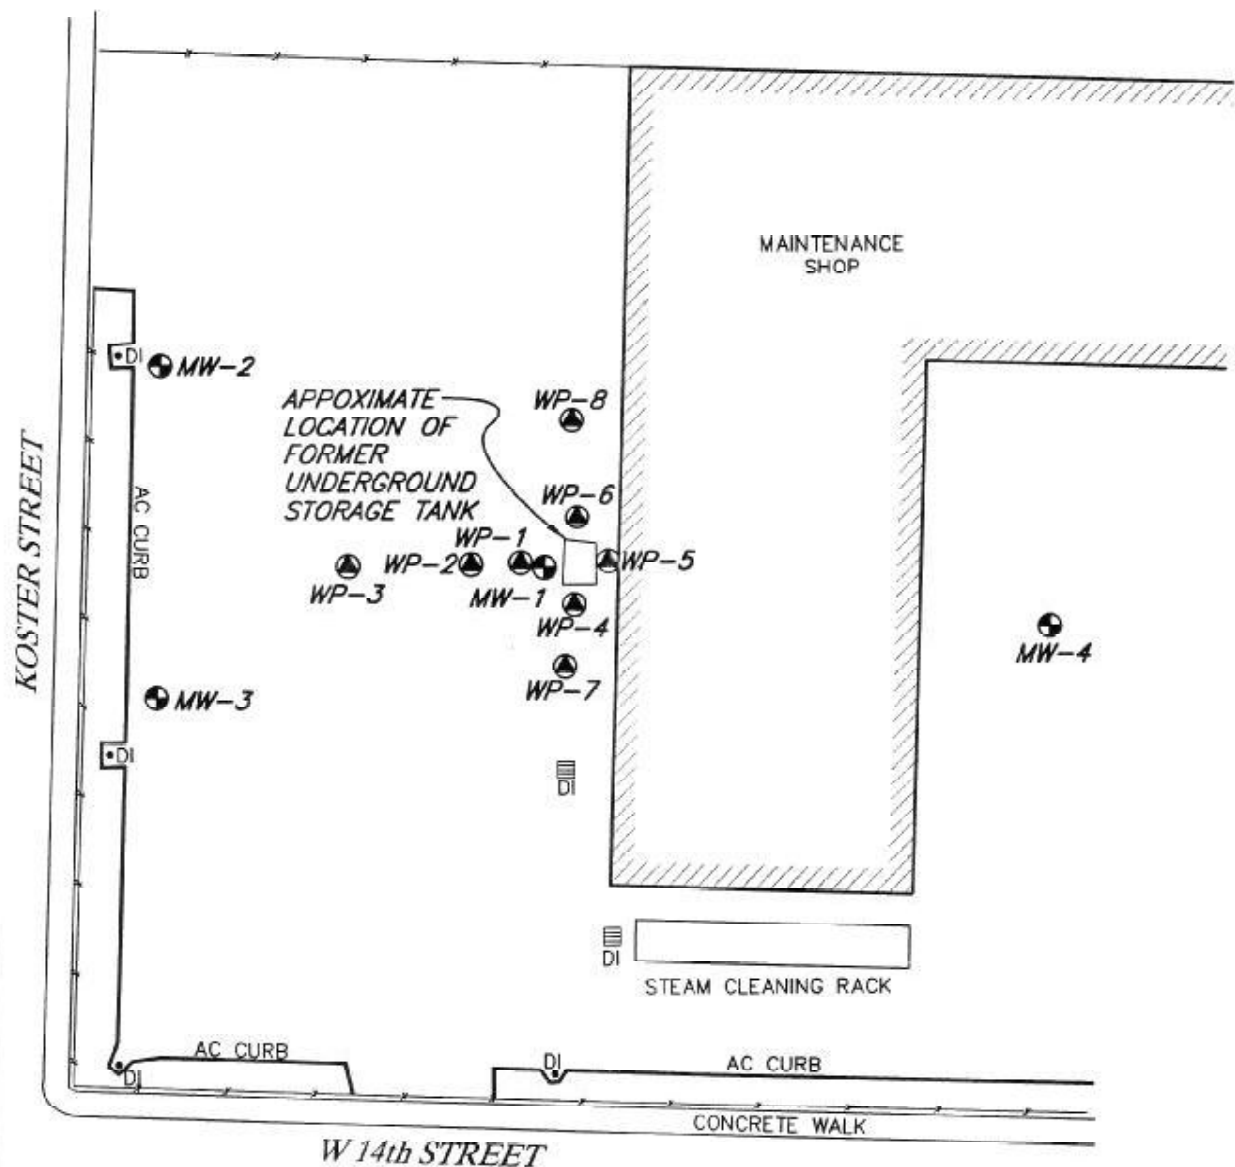 MAINTENANCE
SHOP
DI
MW-2
APPOXIMATE
LOCATION OF
FORMER
UNDERGROUND
STORAGE TANK
WP-8
WP-6
KOSTER STREET
AC CURB
WP-1
WP-2
WP-3
MW-1
WP-5
WP-4
MW-4
WP-7
MW-3
DI
DI
DI
STEAM CLEANING RACK
AC CURB
DI
DI
AC CURB
CONCRETE WALK
W 14th STREET